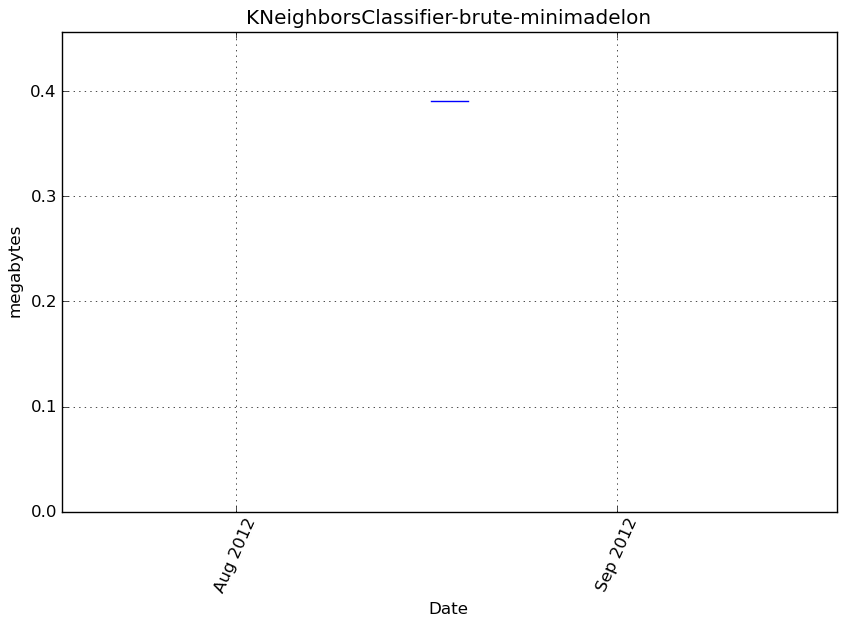 KNeighborsClassifier-brute-minimadelon
0.4
0.3
0.2
0.1
0.0
megabytes
Aug 2012
Sep 2012
Date